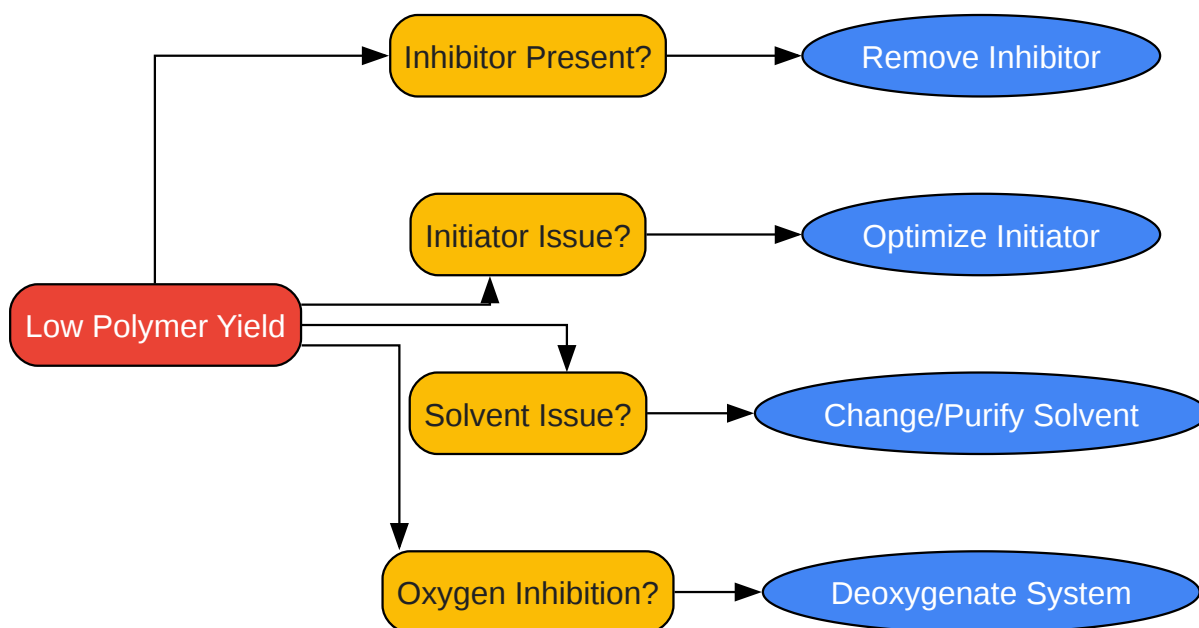 Inhibitor Present?
Remove Inhibitor
Initiator Issue?
Optimize Initiator
Low Polymer Yield
Solvent Issue?
Change/Purify Solvent
Oxygen Inhibition?
Deoxygenate System